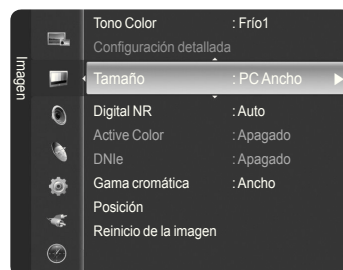 Imagen
Tono Color : Frío1
Configuración detallada
Tamaño : PC Ancho
Digital NR : Auto
Active Color : Apagado
DNIe : Apagado
Gama cromática : Ancho
Posición
Reinicio de la imagen